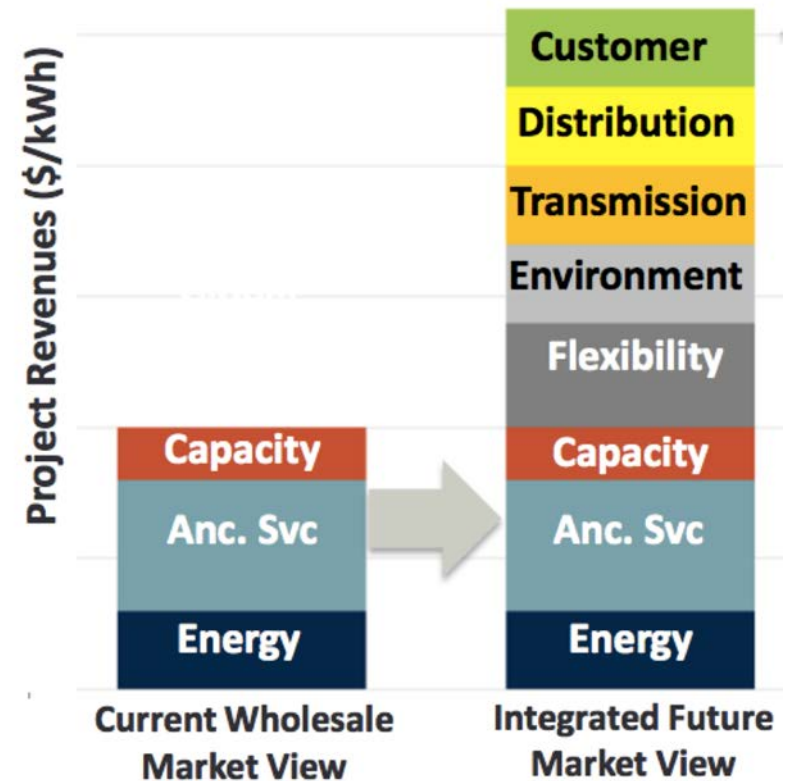 Project Revenues ($/kWh)
Customer
Distribution
Transmission
Environment
Flexibility
Capacity
Anc. Svc
Energy
Capacity
Anc. Svc
Energy
Current Wholesale
Market View
Integrated Future
Market View